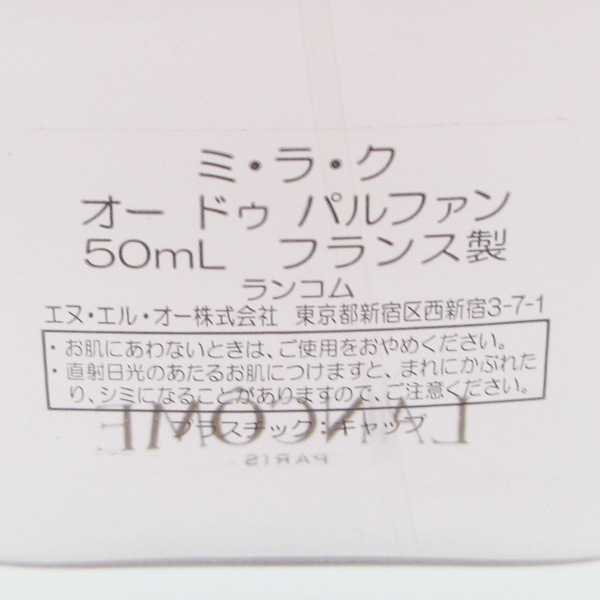 ミ・ラ・ク
オー ドゥ パルファン
50mL フランス製
ランコム
エヌ・エル・オー株式会社 東京都新宿区西新宿3-7-1
・お肌にあわないときは、ご使用をおやめください。
・直射日光のあたるお肌につけますと、まれにかぶれた
り、シミになることがありますので、ご注意ください。
LANCOME
プラスチック:キャップ
PARIS